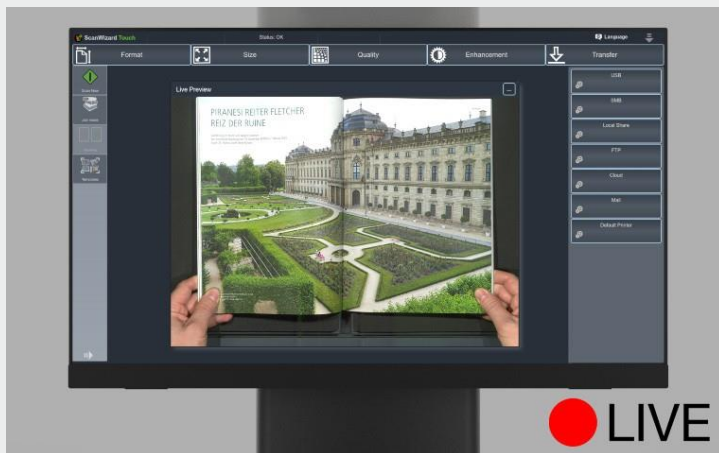 ScanWizard Touch
Status: OK
Language
Format
Size
Quality
Enhancement
Transfer
Live Preview
PIRANESI REITER FLETCHER
REIZ DER RUINE
USB
SMB
Local Share
FTP
Cloud
Mail
Default Printer
LIVE